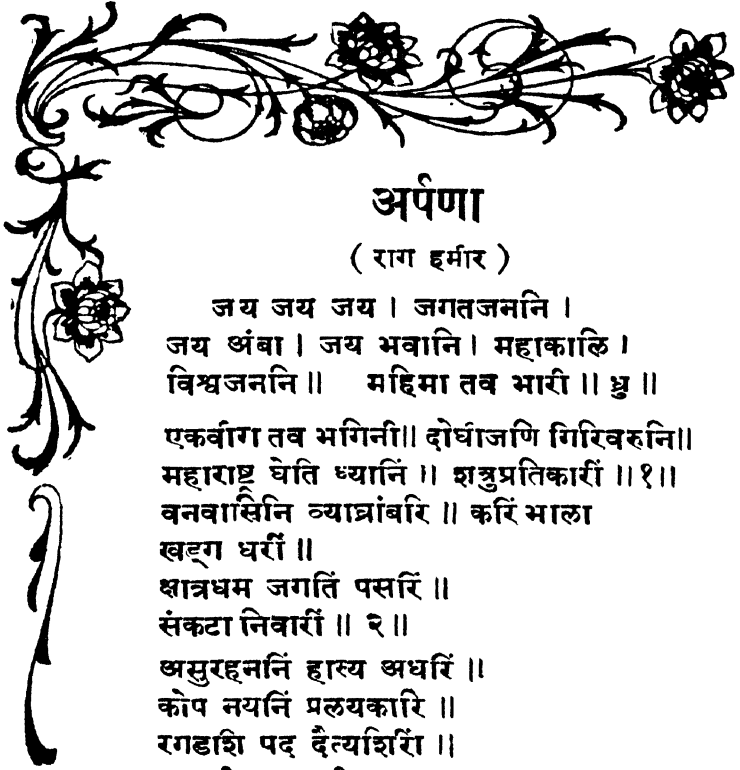 अर्पणा
( राग हमीर )
जय जय जय । जगतजननि ।
जय अंबा । जय भवानि । महाकालि ।
विश्वजननि ॥ महिमा तव भारी ॥ ध्रु ॥
एकवीरा तव भगिनी॥ दोघीजणि गिरिवरुनि॥
महाराष्ट्र घेति ध्यानिं ॥ शत्रुप्रतिकारीं ॥१॥
वनवासिनि व्याघ्रांबरि ॥ करिं भाला
खड्ग धरीं ॥
क्षात्रधम जगतिं पसरिं ॥
संकटा निवारीं ॥ २॥
असुरहननिं हास्य अधरिं ॥
कोप नयनिं प्रलयकारि ॥
रगडाशि पद दैत्यशिरिं ॥